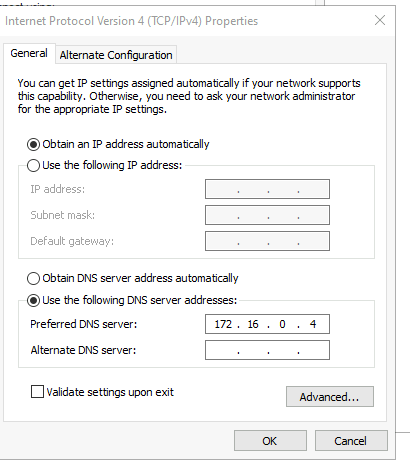 Internet Protocol Version 4 (TCP/IPv4) Properties
General
Alternate Configuration
You can get IP settings assigned automatically if your network supports
this capability. Otherwise, you need to ask your network administrator
for the appropriate IP settings.
Obtain an IP address automatically
Use the following IP address:
IP address: . . .
Subnet mask: . . .
Default gateway: . . .
Obtain DNS server address automatically
Use the following DNS server addresses:
Preferred DNS server: 172 . 16 . 0 . 4
Alternate DNS server: . . .
Validate settings upon exit
Advanced...
OK
Cancel